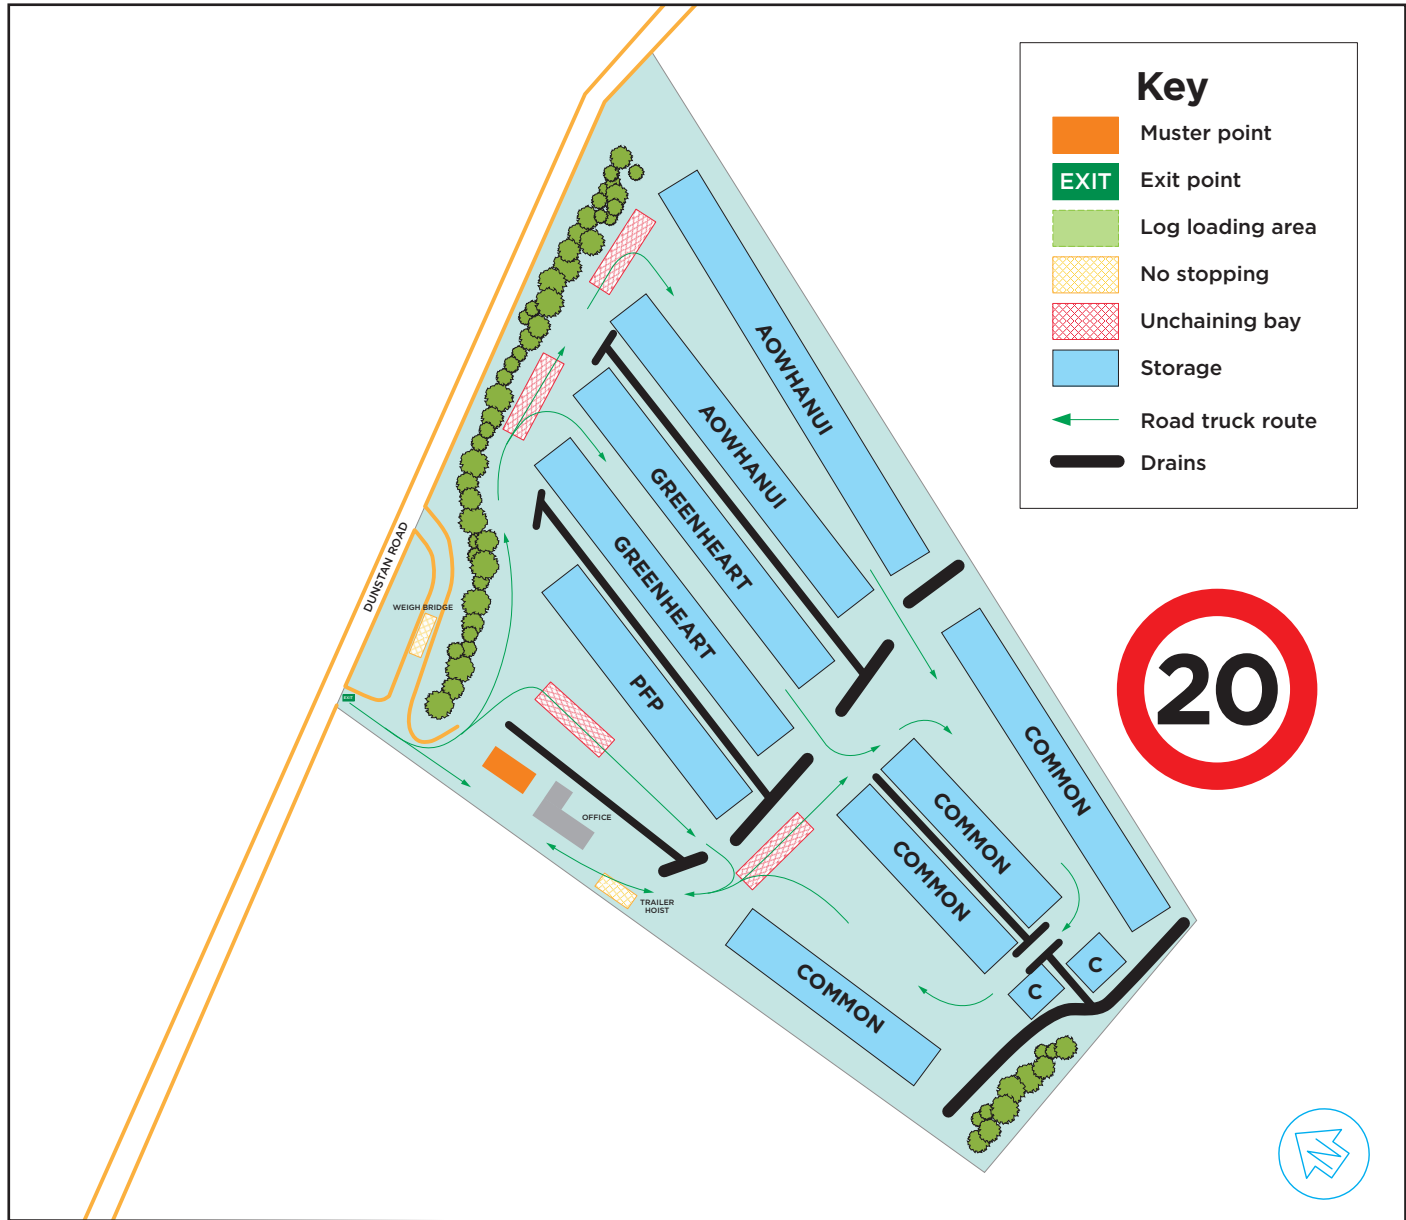 Key
Muster point
EXIT
Exit point
Log loading area
No stopping
Unchaining bay
Storage
Road truck route
Drains
AOWHANUI
AOWHANUI
GREENHEART
GREENHEART
PFP
DUNSTAN ROAD
WEIGH BRIDGE
EXIT
OFFICE
TRAILER
HOIST
COMMON
COMMON
COMMON
COMMON
C
C
20
N